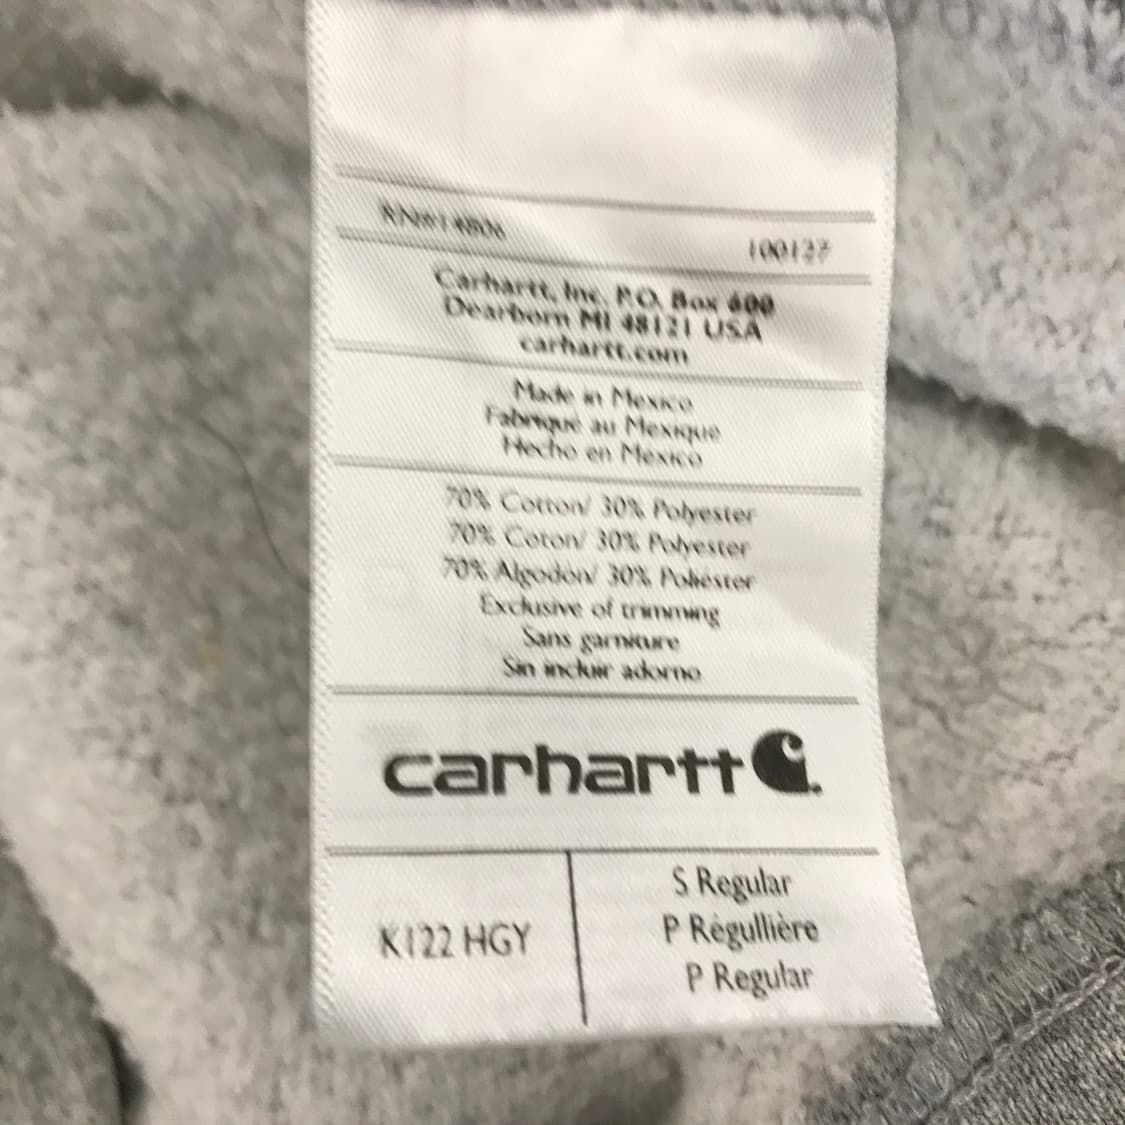 RN#14806
100127
Carhartt, Inc. P.O. Box 600
Dearborn MI 48121 USA
carhartt.com
Made in Mexico
Fabriqué au Mexique
Hecho en Mexico
70% Cotton/ 30% Polyester
70% Coton/ 30% Polyester
70% Algodón/ 30% Poliéster
Exclusive of trimming
Sans garniture
Sin incluir adorno
carhartt
K122 HGY
S Regular
P Régullière
P Regular